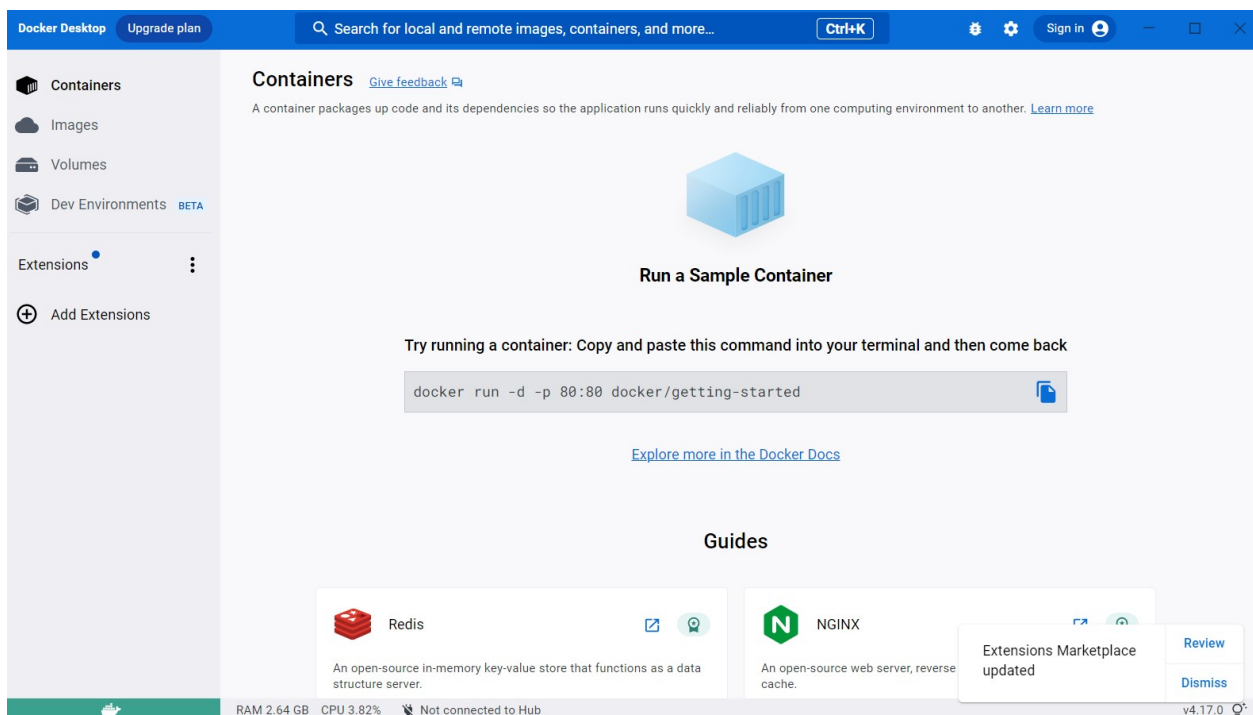 Docker Desktop Upgrade plan Search for local and remote images, containers, and more... Ctrl+K Sign in
Containers
Images
Volumes
Dev Environments BETA
Extensions
Add Extensions
Containers Give feedback
A container packages up code and its dependencies so the application runs quickly and reliably from one computing environment to another. Learn more
Run a Sample Container
Try running a container: Copy and paste this command into your terminal and then come back
docker run -d -p 80:80 docker/getting-started
Explore more in the Docker Docs
Guides
Redis
An open-source in-memory key-value store that functions as a data
structure server.
NGINX
An open-source web server, reverse
cache.
Extensions Marketplace
updated
Review
Dismiss
RAM 2.64 GB CPU 3.82% Not connected to Hub v4.17.0